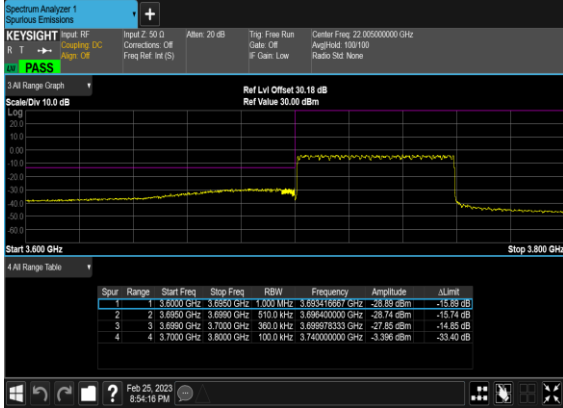 Spectrum Analyzer 1
Spurious Emissions
+
KEYSIGHT
R T
LXI PASS
Input: RF
Coupling: DC
Align: Off
Input Z: 50 Ω
Corrections: Off
Freq Ref: Int (S)
Atten: 20 dB
Trig: Free Run
Gate: Off
IF Gain: Low
Center Freq: 22.005000000 GHz
Avg|Hold: 100/100
Radio Std: None
3 All Range Graph
Scale/Div 10.0 dB
Ref Lvl Offset 30.18 dB
Ref Value 30.00 dBm
Log
20.0
10.0
0.00
-10.0
-20.0
-30.0
-40.0
-50.0
-60.0
Start 3.600 GHz
Stop 3.800 GHz
4 All Range Table
Spur Range Start Freq Stop Freq RBW Frequency Amplitude ΔLimit
1 1 3.6000 GHz 3.6950 GHz 1.000 MHz 3.693416667 GHz -28.89 dBm -15.89 dB
2 2 3.6950 GHz 3.6990 GHz 510.0 kHz 3.696400000 GHz -28.74 dBm -15.74 dB
3 3 3.6990 GHz 3.7000 GHz 360.0 kHz 3.699978333 GHz -27.85 dBm -14.85 dB
4 4 3.7000 GHz 3.8000 GHz 100.0 kHz 3.740000000 GHz -3.396 dBm -33.40 dB
?
Feb 25, 2023
8:54:16 PM